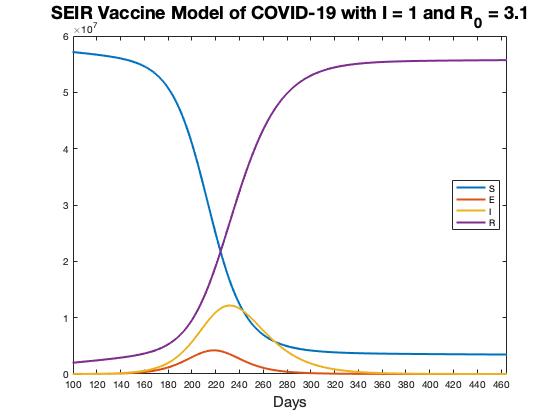 SEIR Vaccine Model of COVID-19 with I = 1 and R₀ = 3.1
×10⁷
6
5
4
3
2
1
0
S
E
I
R
100 120 140 160 180 200 220 240 260 280 300 320 340 360 380 400 420 440 460
Days